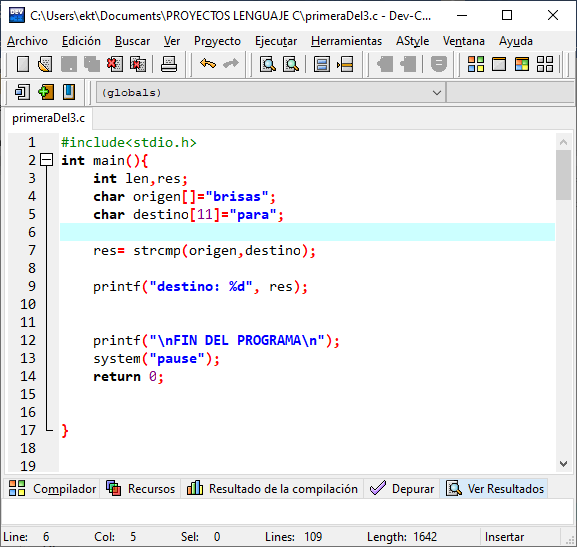 C:\Users\ekt\Documents\PROYECTOS LENGUAJE C\primeraDel3.c - Dev-C...
Archivo Edición Buscar Ver Proyecto Ejecutar Herramientas AStyle Ventana Ayuda
(globals)
primeraDel3.c
1 #include<stdio.h>
2 int main(){
3 int len,res;
4 char origen[]="brisas";
5 char destino[11]="para";
6
7 res= strcmp(origen,destino);
8
9 printf("destino: %d", res);
10
11
12 printf("\nFIN DEL PROGRAMA\n");
13 system("pause");
14 return 0;
15
16
17 }
18
19
Compilador Recursos Resultado de la compilación Depurar Ver Resultados
Line: 6 Col: 5 Sel: 0 Lines: 109 Length: 1642 Insertar